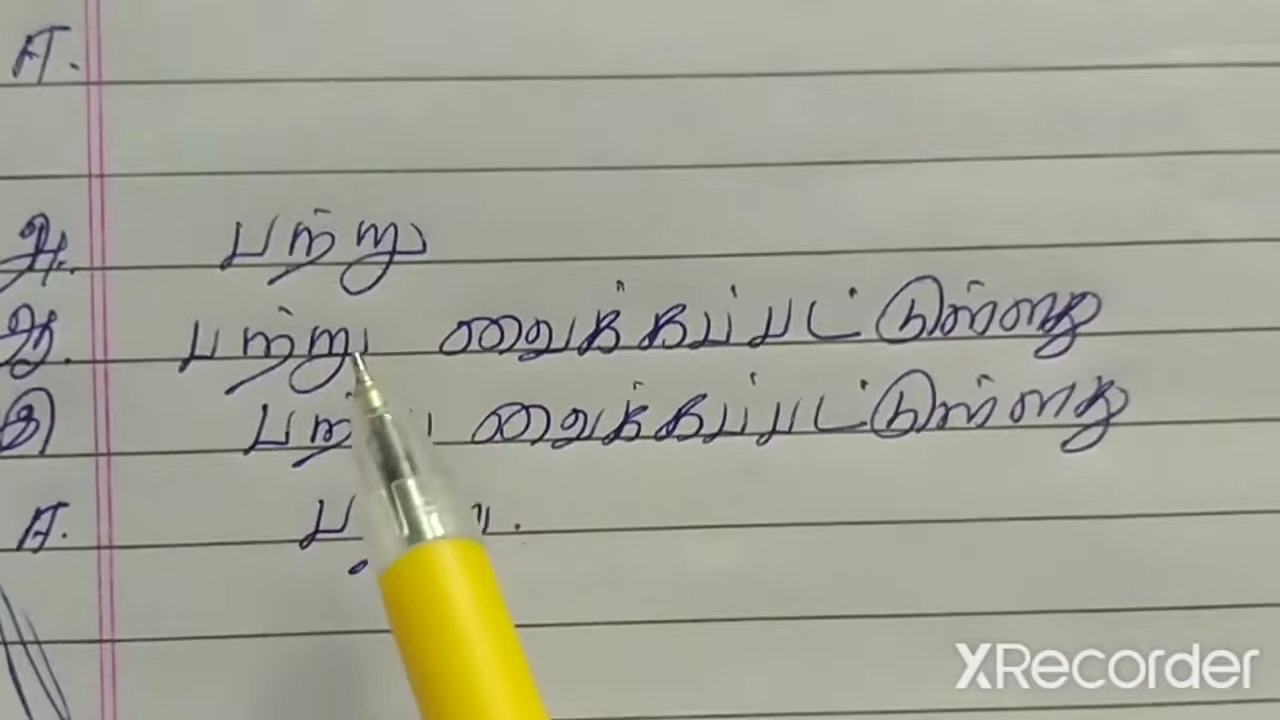 ஈ.
அ. பற்று
ஆ. பற்று வைக்கப்பட்டுள்ளது
இ வைக்கப்பட்டுள்ளது
ஈ.
XRecorder